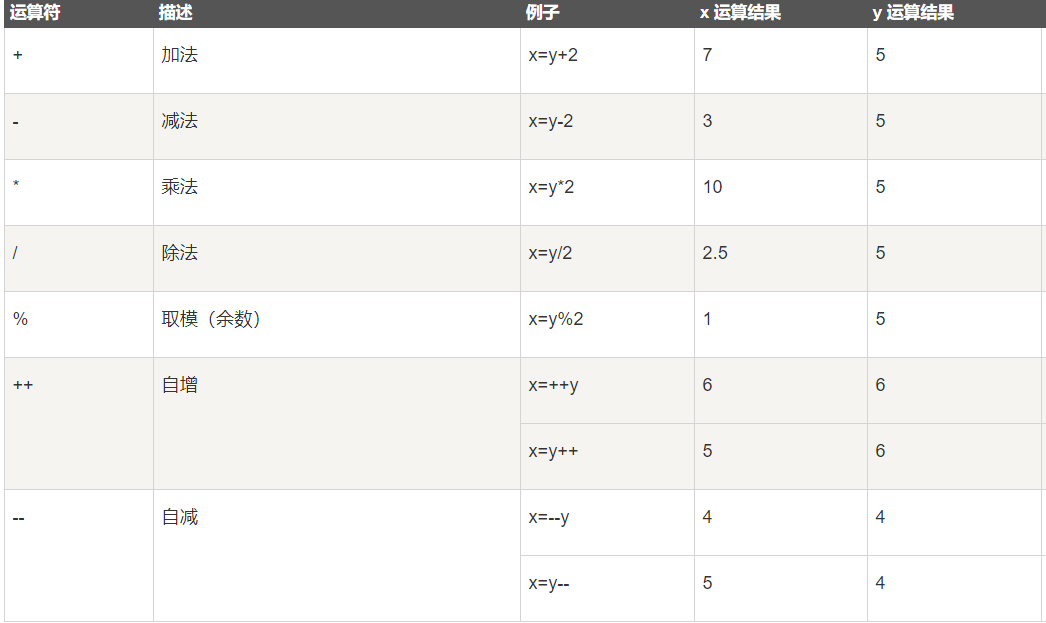 运算符 描述 例子 x 运算结果 y 运算结果
+ 加法 x=y+2 7 5
- 减法 x=y-2 3 5
* 乘法 x=y*2 10 5
/ 除法 x=y/2 2.5 5
% 取模（余数） x=y%2 1 5
++ 自增 x=++y 6 6
x=y++ 5 6
-- 自减 x=--y 4 4
x=y-- 5 4